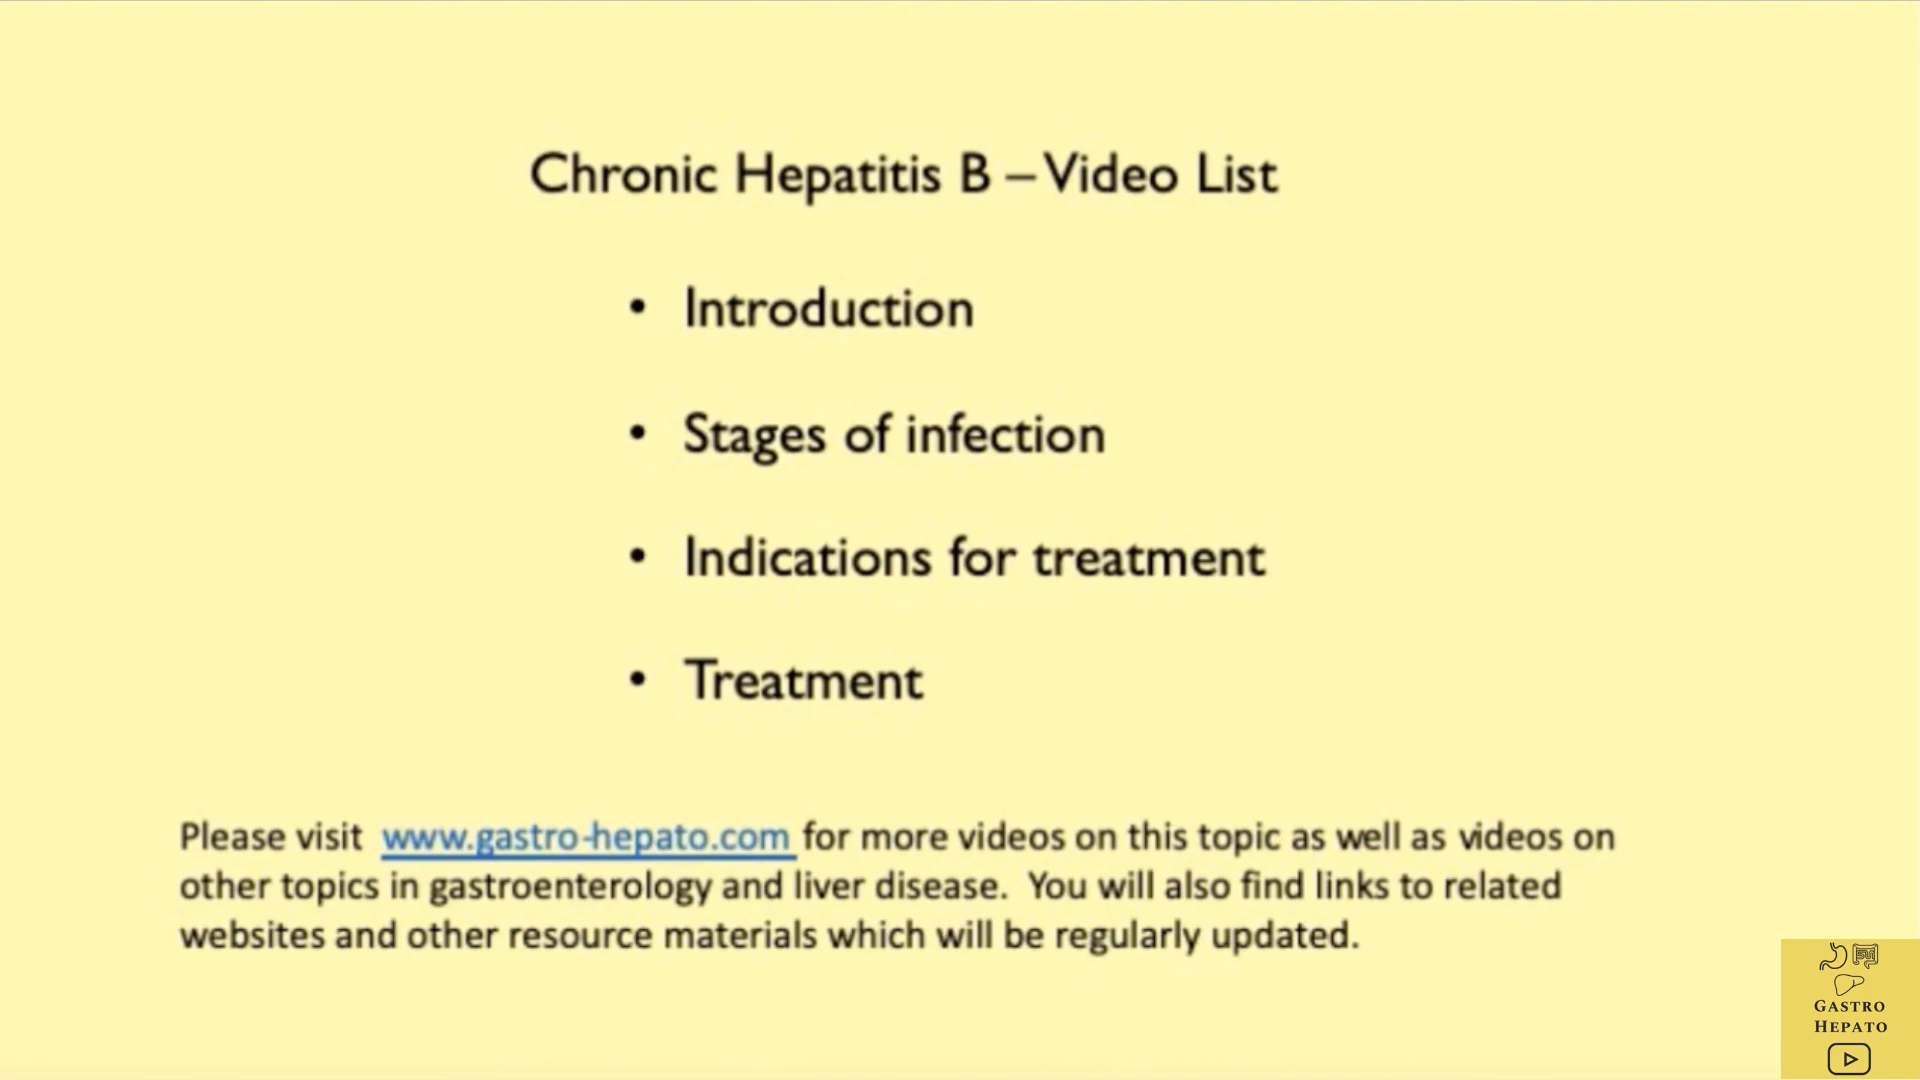 Chronic Hepatitis B – Video List
• Introduction
• Stages of infection
• Indications for treatment
• Treatment
Please visit www.gastro-hepato.com for more videos on this topic as well as videos on
other topics in gastroenterology and liver disease. You will also find links to related
websites and other resource materials which will be regularly updated.
GASTRO
HEPATO